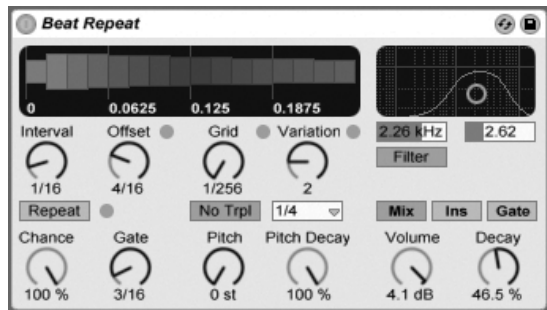 Beat Repeat
0 0.0625 0.125 0.1875
Interval Offset Grid Variation
1/16 4/16 1/256 2
2.26 kHz 2.62
Filter
Repeat No Trpl 1/4 Mix Ins Gate
Chance Gate Pitch Pitch Decay Volume Decay
100 % 3/16 0 st 100 % 4.1 dB 46.5 %